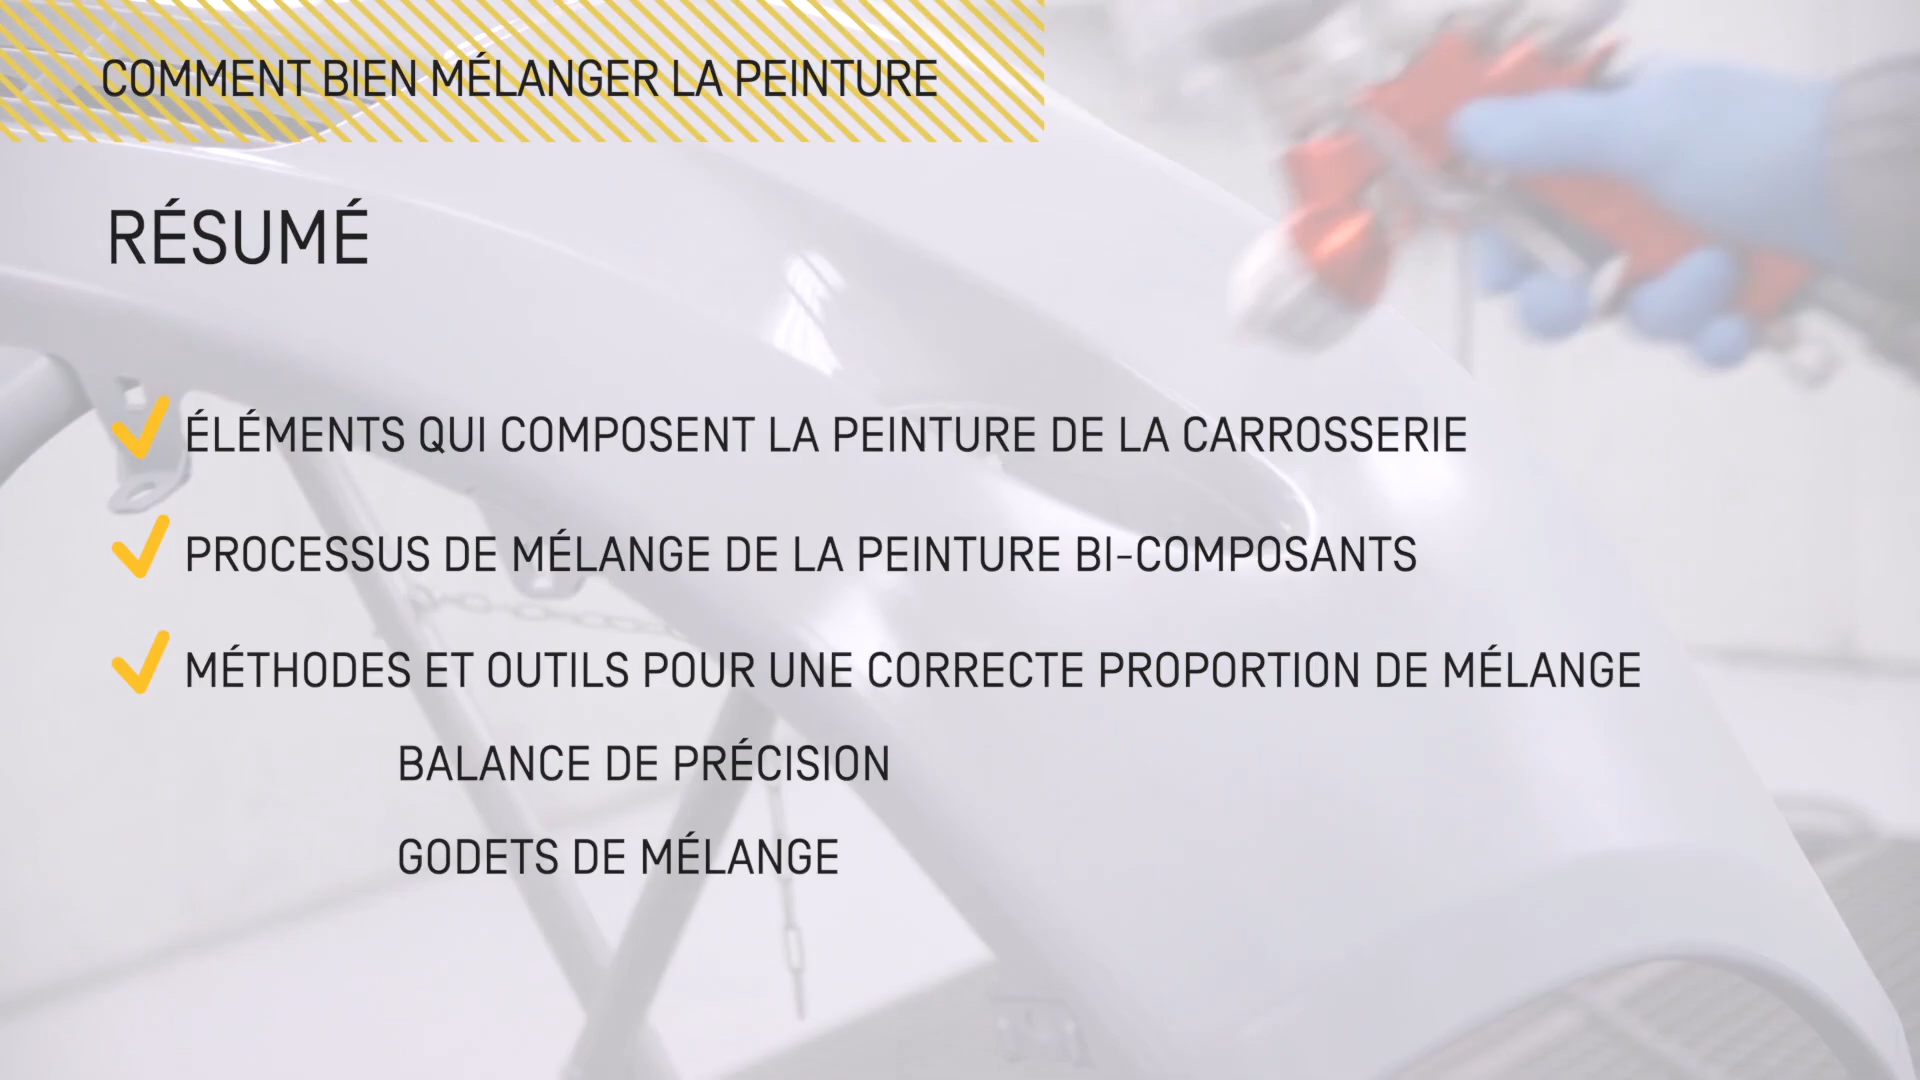 COMMENT BIEN MÉLANGER LA PEINTURE
RÉSUMÉ
ÉLÉMENTS QUI COMPOSENT LA PEINTURE DE LA CARROSSERIE
PROCESSUS DE MÉLANGE DE LA PEINTURE BI-COMPOSANTS
MÉTHODES ET OUTILS POUR UNE CORRECTE PROPORTION DE MÉLANGE
BALANCE DE PRÉCISION
GODETS DE MÉLANGE